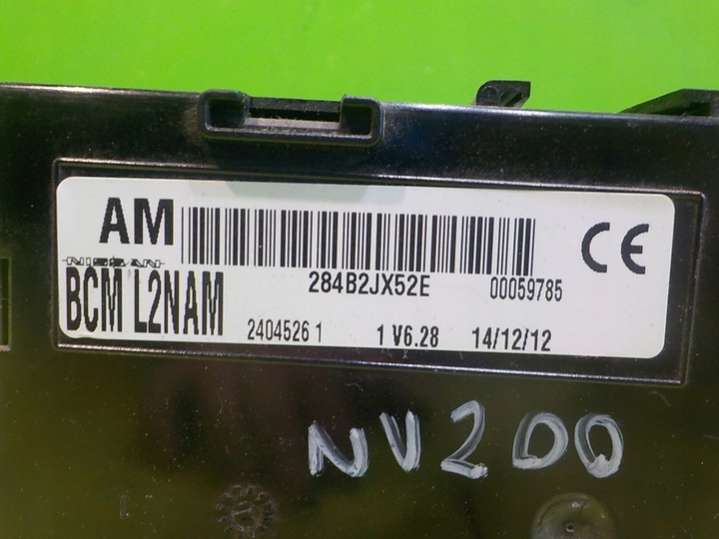 AM
CE
NISSAN
284B2JX52E 00059785
BCM L2NAM
2404526 1 1 V6.28 14/12/12
NV200